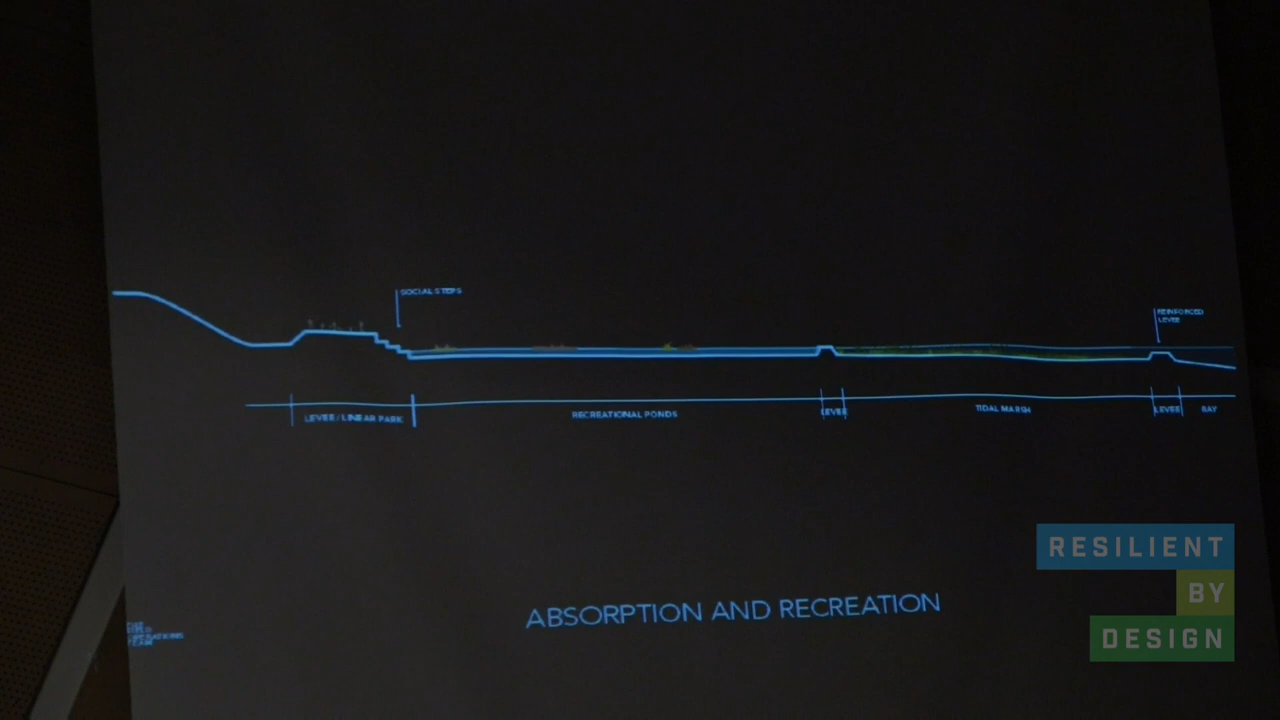 SOCIAL STEPS
REINFORCED
LEVEE
LEVEE / LINEAR PARK
RECREATIONAL PONDS
LEVEE
TIDAL MARSH
LEVEE
BAY
ABSORPTION AND RECREATION
RESILIENT
BY
DESIGN